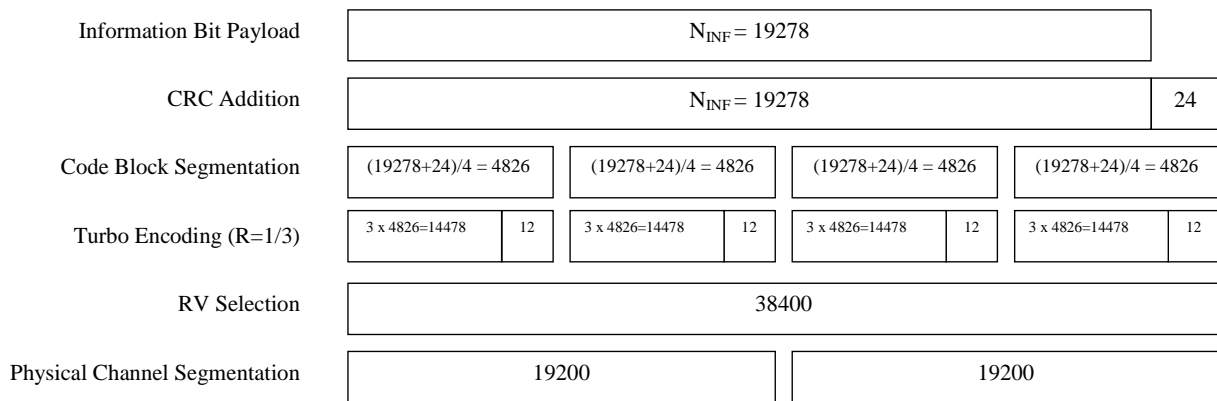 Information Bit Payload N_INF = 19278
CRC Addition N_INF = 19278 24
Code Block Segmentation (19278+24)/4 = 4826 (19278+24)/4 = 4826 (19278+24)/4 = 4826 (19278+24)/4 = 4826
Turbo Encoding (R=1/3) 3 x 4826=14478 12 3 x 4826=14478 12 3 x 4826=14478 12 3 x 4826=14478 12
RV Selection 38400
Physical Channel Segmentation 19200 19200